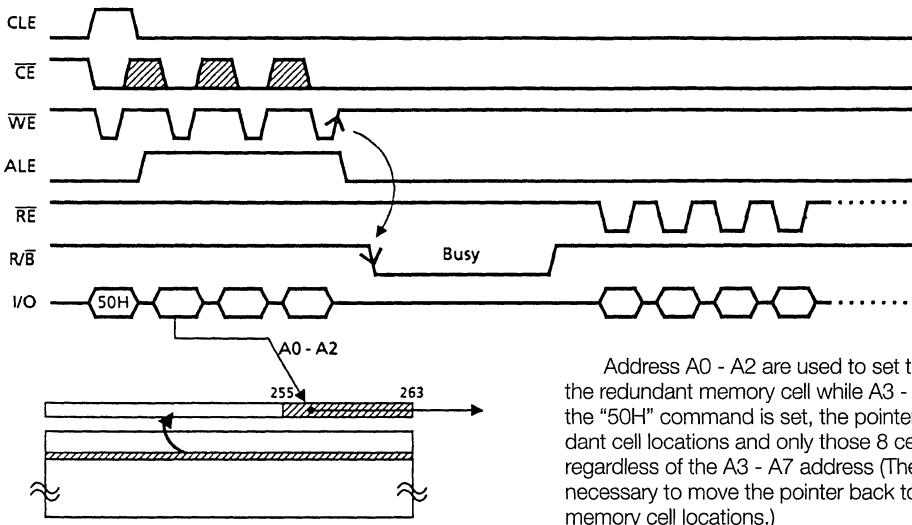 CLE
CE
WE
ALE
RE
R/B
Busy
I/O
50H
A0 - A2
255
263
Address A0 - A2 are used to set t
the redundant memory cell while A3 -
the “50H” command is set, the pointer
dant cell locations and only those 8 ce
regardless of the A3 - A7 address (The
necessary to move the pointer back to
memory cell locations.)